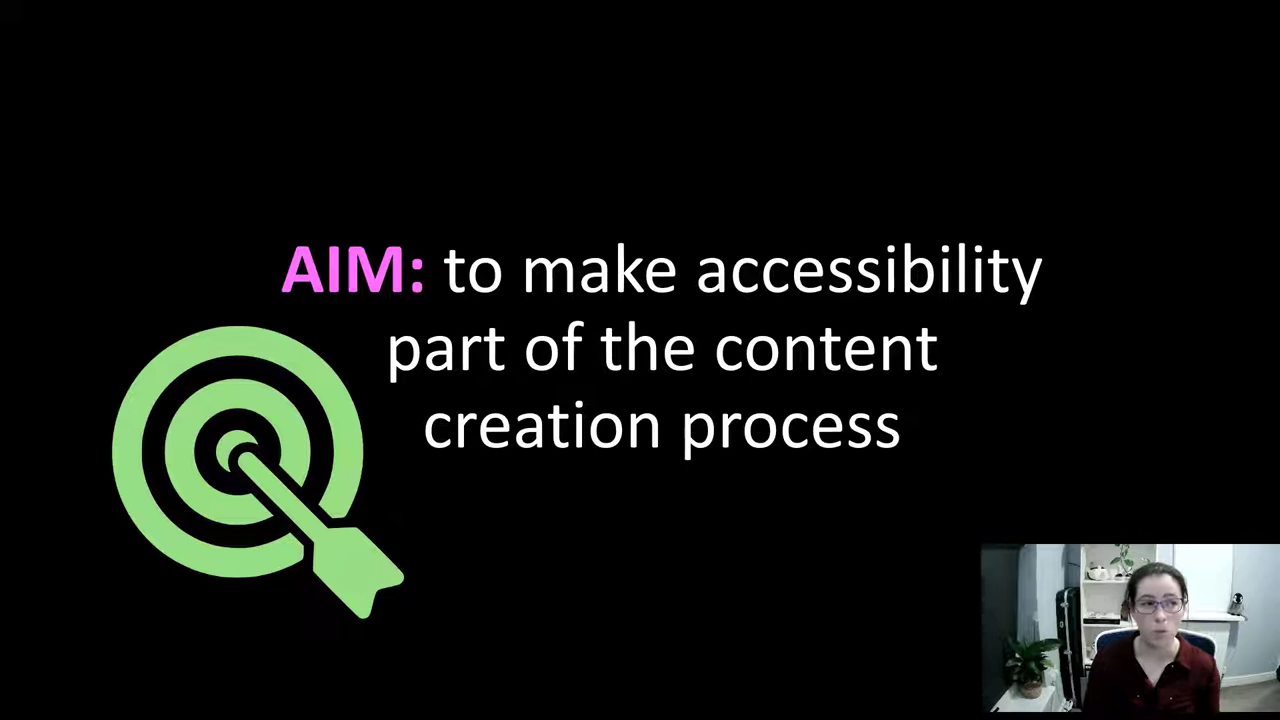 AIM: to make accessibility
part of the content
creation process